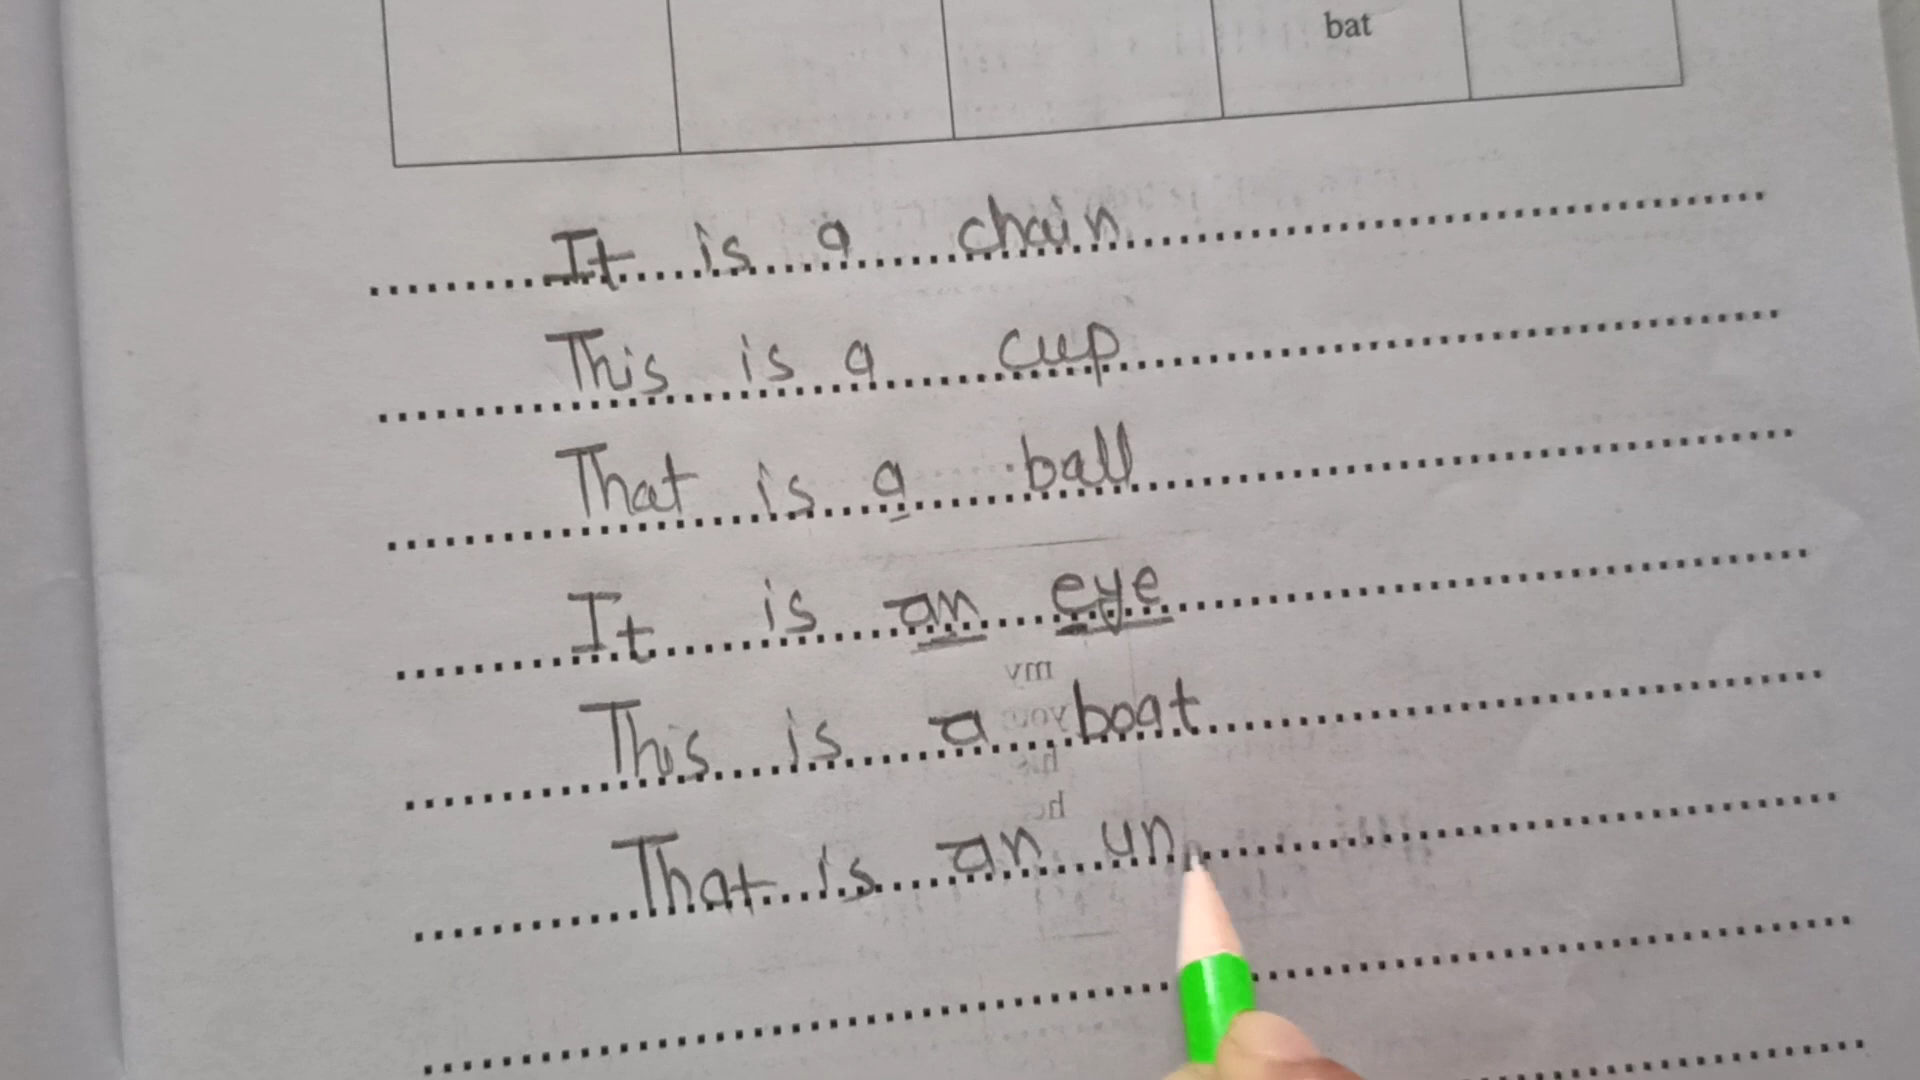 bat
It is a chain
This is a cup
That is a ball
It is an eye
This is a boat
That is an un